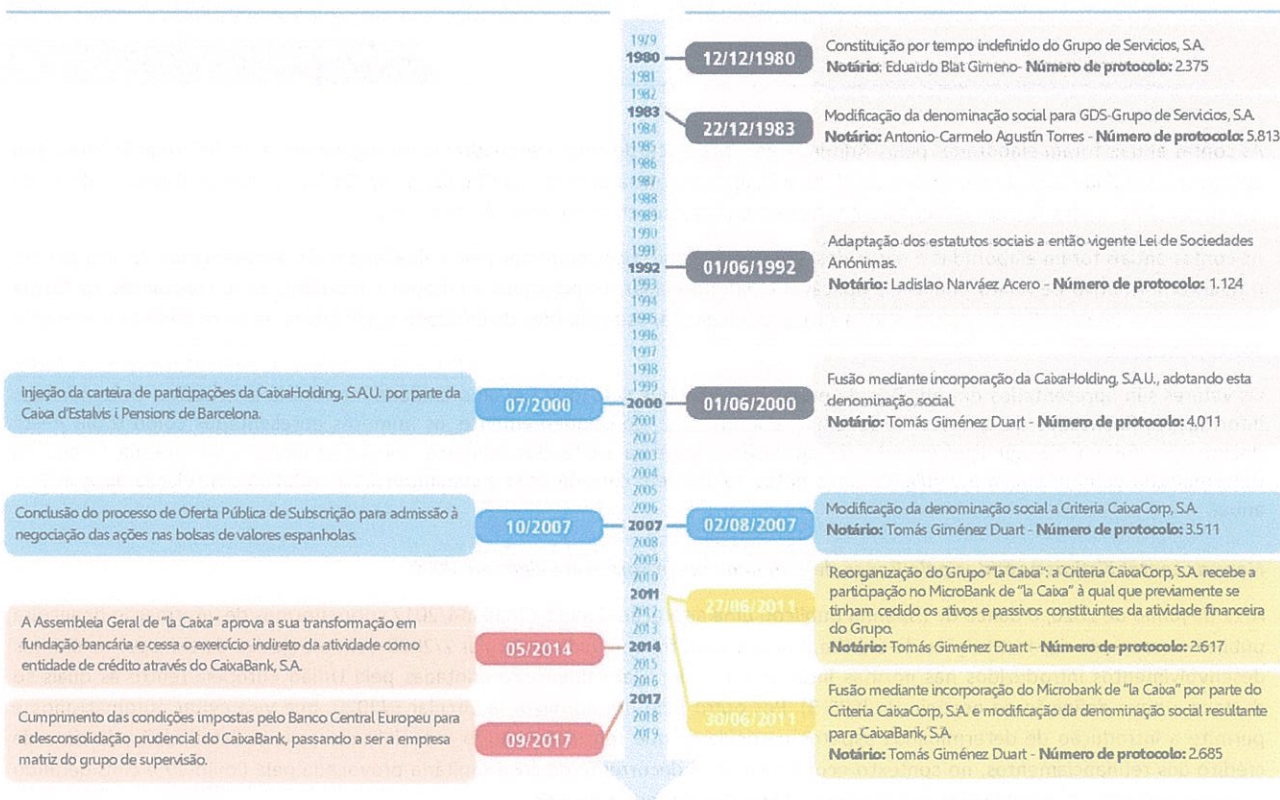 1979
1980
1981
1982
1983
1984
1985
1986
1987
1988
1989
1990
1991
1992
1993
1994
1995
1996
1997
1998
1999
2000
2001
2002
2003
2004
2005
2006
2007
2008
2009
2010
2011
2012
2013
2014
2015
2016
2017
2018
2019
12/12/1980
Constituição por tempo indefinido do Grupo de Servicios, S.A.
Notário: Eduardo Blat Gimeno- Número de protocolo: 2.375
22/12/1983
Modificação da denominação social para GDS-Grupo de Servicios, S.A.
Notário: Antonio-Carmelo Agustín Torres - Número de protocolo: 5.813
01/06/1992
Adaptação dos estatutos sociais a então vigente Lei de Sociedades
Anónimas.
Notário: Ladislao Narváez Acero - Número de protocolo: 1.124
Injeção da carteira de participações da CaixaHolding, S.A.U. por parte da
Caixa d'Estalvis i Pensions de Barcelona.
07/2000
01/06/2000
Fusão mediante incorporação da CaixaHolding, S.A.U., adotando esta
denominação social.
Notário: Tomás Giménez Duart - Número de protocolo: 4.011
Conclusão do processo de Oferta Pública de Subscrição para admissão à
negociação das ações nas bolsas de valores espanholas.
10/2007
02/08/2007
Modificação da denominação social a Criteria CaixaCorp, S.A.
Notário: Tomás Giménez Duart - Número de protocolo: 3.511
27/06/2011
Reorganização do Grupo "la Caixa": a Criteria CaixaCorp, S.A. recebe a
participação no MicroBank de "la Caixa" à qual que previamente se
tinham cedido os ativos e passivos constituintes da atividade financeira
do Grupo.
Notário: Tomás Giménez Duart - Número de protocolo: 2.617
A Assembleia Geral de "la Caixa" aprova a sua transformação em
fundação bancária e cessa o exercício indireto da atividade como
entidade de crédito através do CaixaBank, S.A.
05/2014
30/06/2011
Fusão mediante incorporação do Microbank de "la Caixa" por parte do
Criteria CaixaCorp, S.A. e modificação da denominação social resultante
para CaixaBank, S.A.
Notário: Tomás Giménez Duart - Número de protocolo: 2.685
Cumprimento das condições impostas pelo Banco Central Europeu para
a desconsolidação prudencial do CaixaBank, passando a ser a empresa
matriz do grupo de supervisão.
09/2017